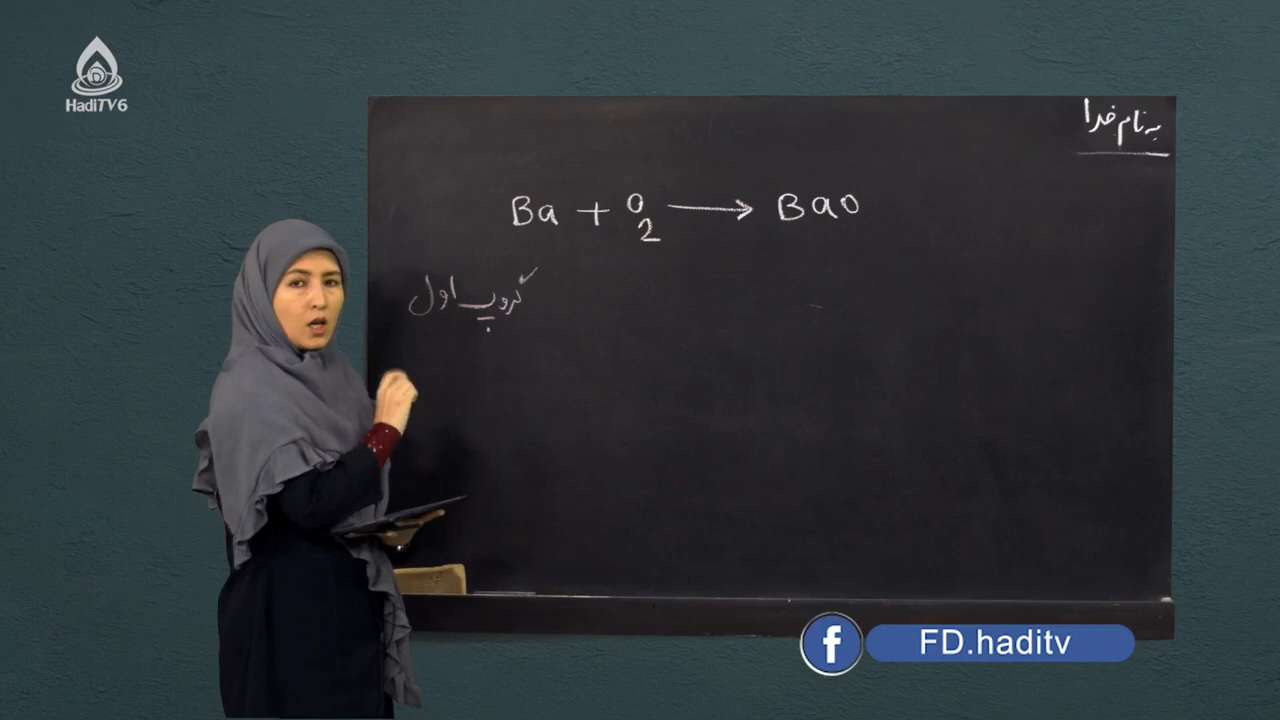 HadiTV6
به نام خدا
Ba + O2 → BaO
گروپ اول
FD.haditv